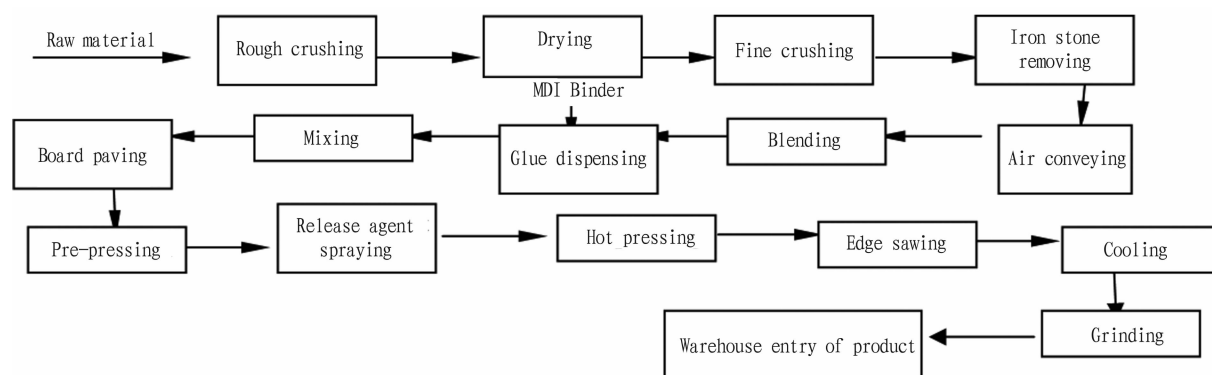 Raw material
Rough crushing
Drying
Fine crushing
Iron stone
removing
MDI Binder
Board paving
Mixing
Glue dispensing
Blending
Air conveying
Pre-pressing
Release agent
spraying
Hot pressing
Edge sawing
Cooling
Warehouse entry of product
Grinding